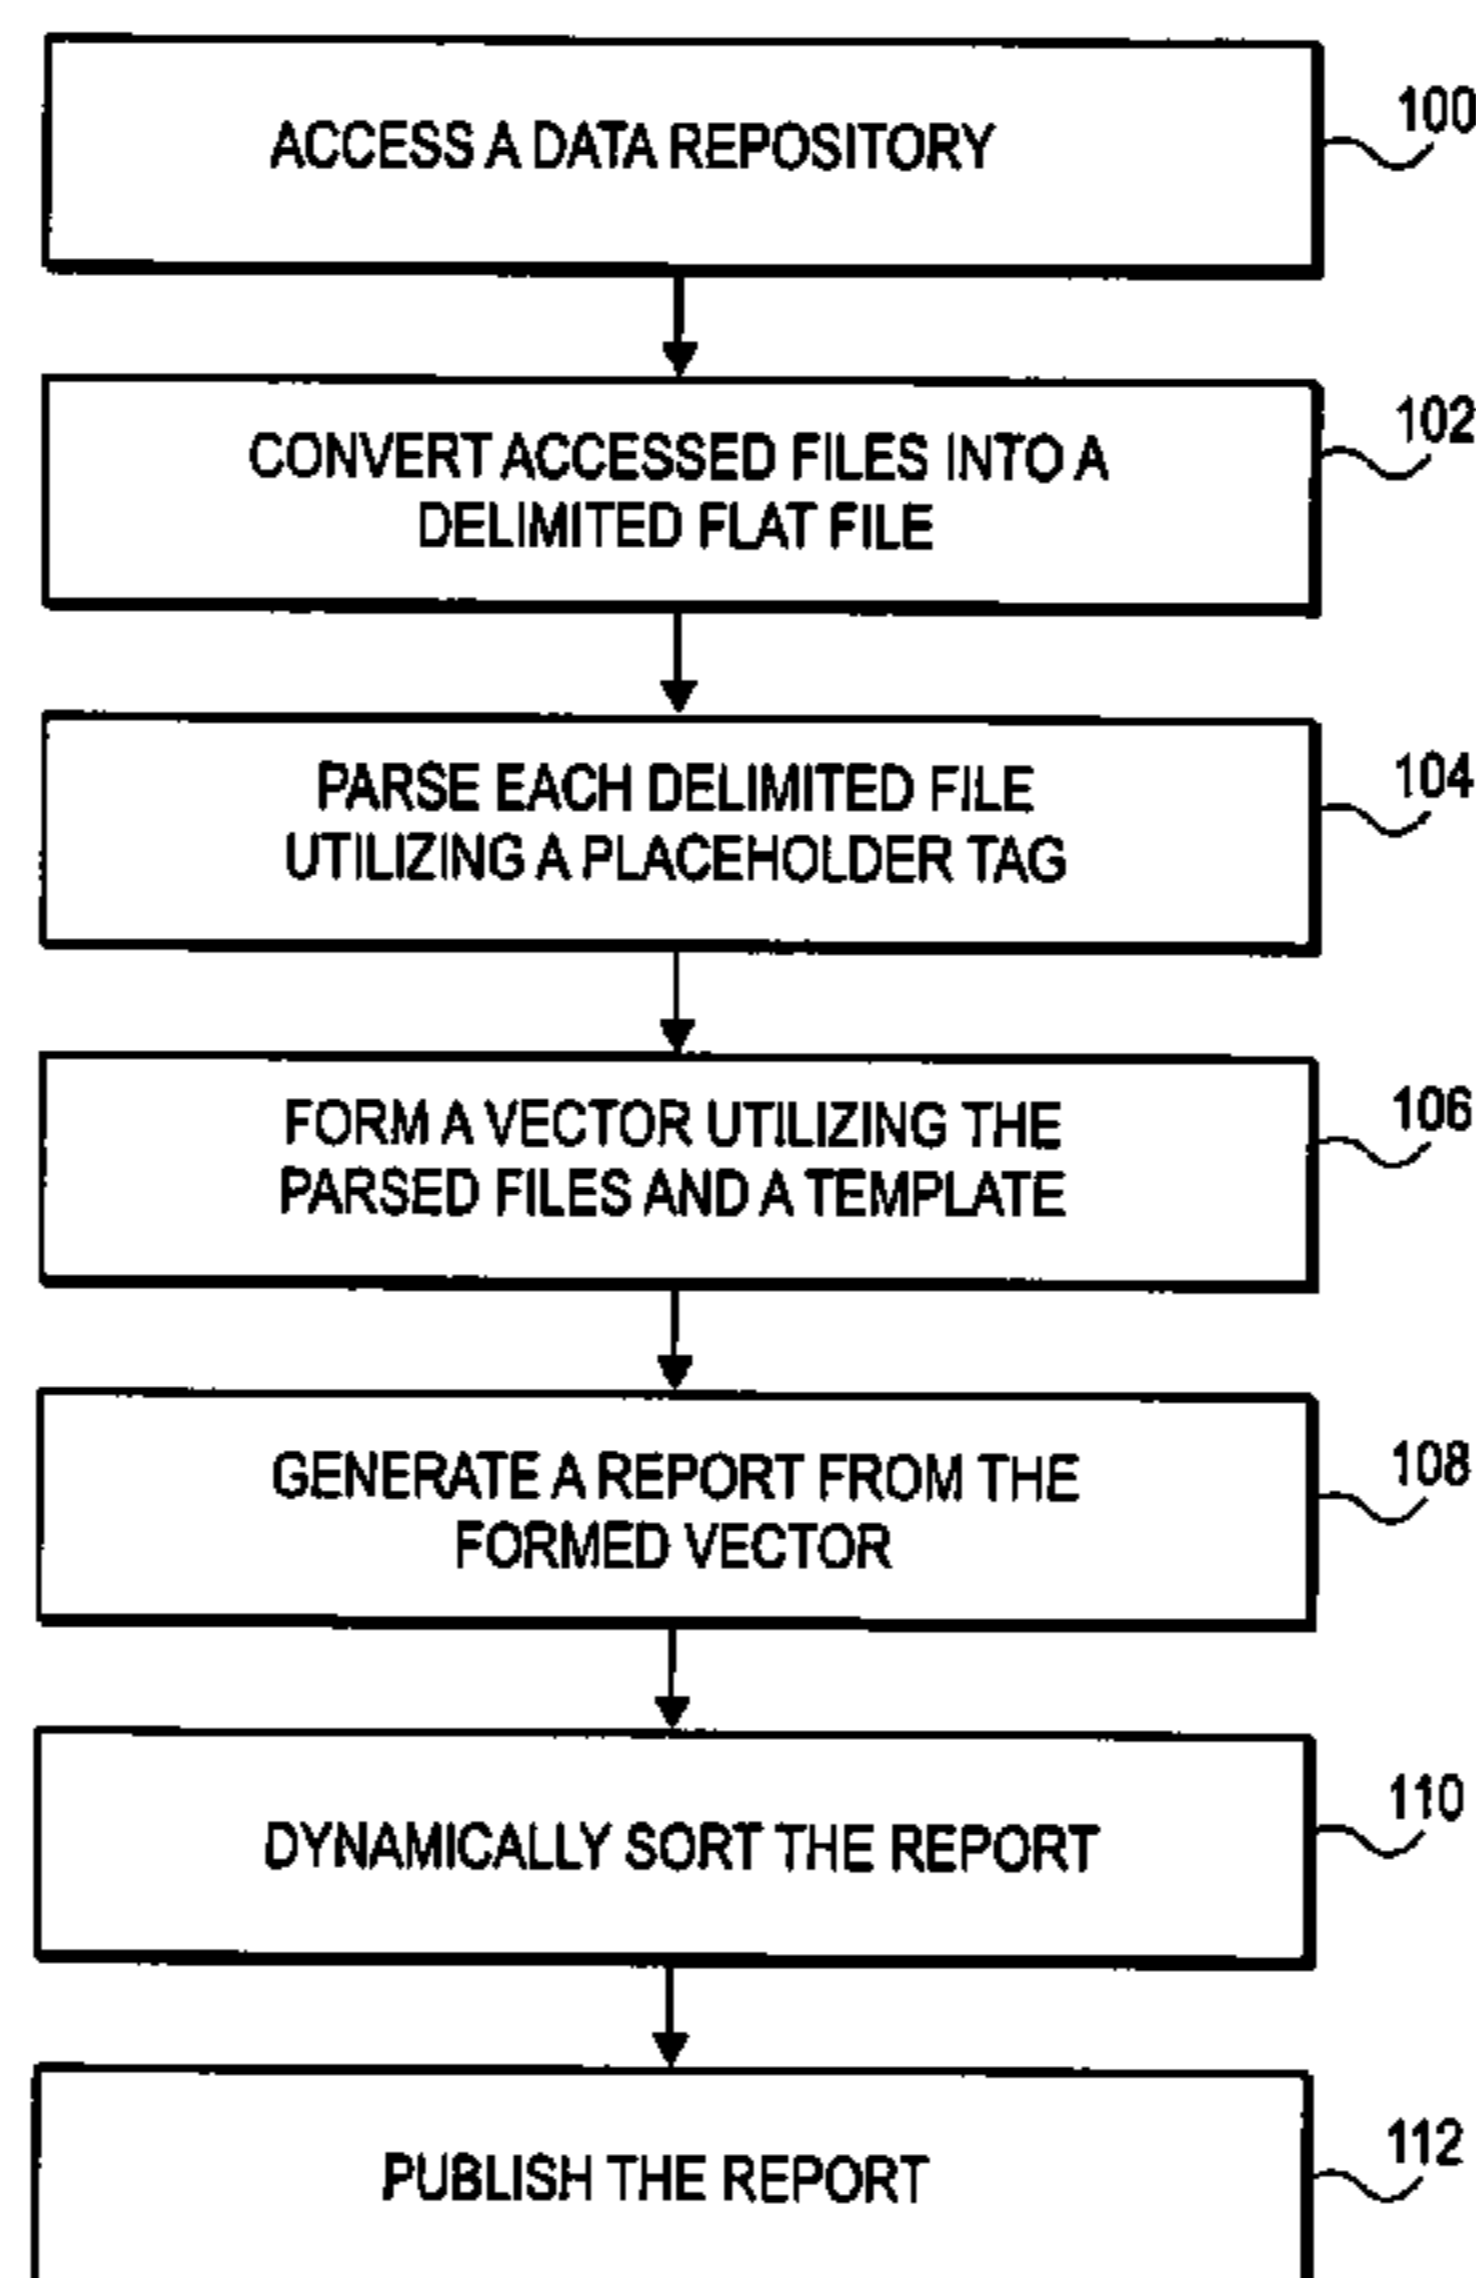 ACCESS A DATA REPOSITORY
100
CONVERT ACCESSED FILES INTO A
DELIMITED FLAT FILE
102
PARSE EACH DELIMITED FILE
UTILIZING A PLACEHOLDER TAG
104
FORM A VECTOR UTILIZING THE
PARSED FILES AND A TEMPLATE
106
GENERATE A REPORT FROM THE
FORMED VECTOR
108
DYNAMICALLY SORT THE REPORT
110
PUBLISH THE REPORT
112